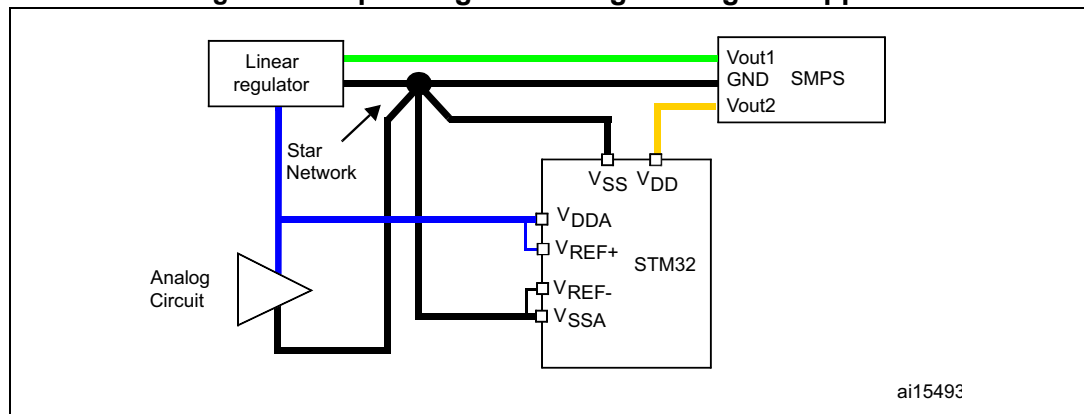 Linear
regulator
Vout1
GND
SMPS
Vout2
Star
Network
VSS
VDD
VDDA
VREF+
STM32
VREF-
VSSA
Analog
Circuit
ai15493